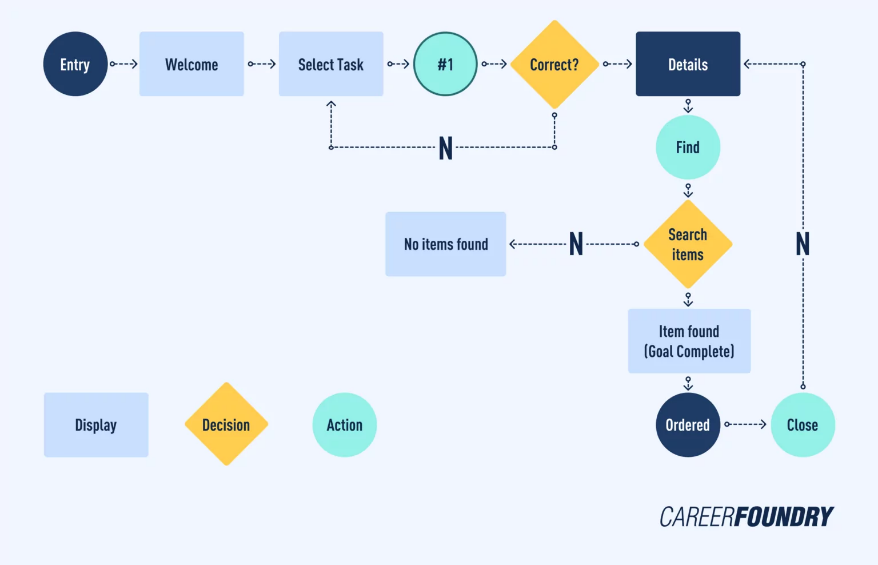 Entry
Welcome
Select Task
#1
Correct?
Details
N
Find
No items found
N
Search
items
N
Item found
(Goal Complete)
Display
Decision
Action
Ordered
Close
CAREERFOUNDRY